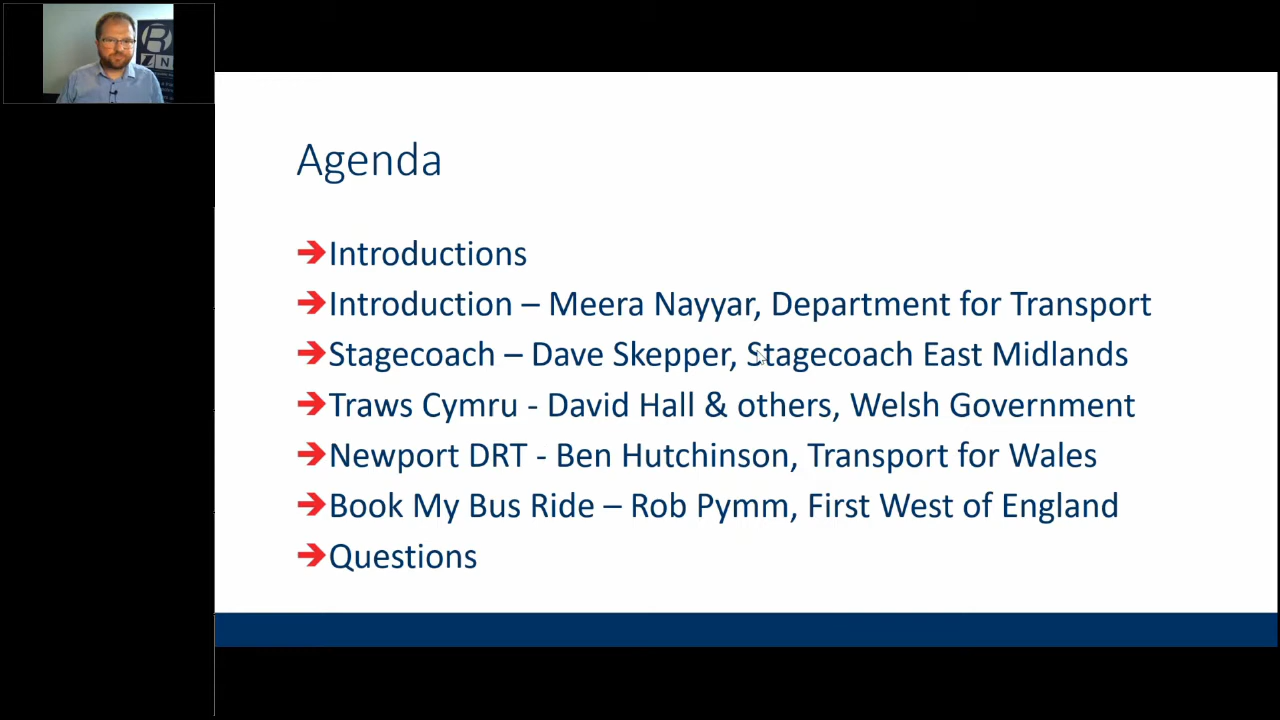 Agenda
Introductions
Introduction – Meera Nayyar, Department for Transport
Stagecoach – Dave Skepper, Stagecoach East Midlands
Traws Cymru - David Hall & others, Welsh Government
Newport DRT - Ben Hutchinson, Transport for Wales
Book My Bus Ride – Rob Pymm, First West of England
Questions